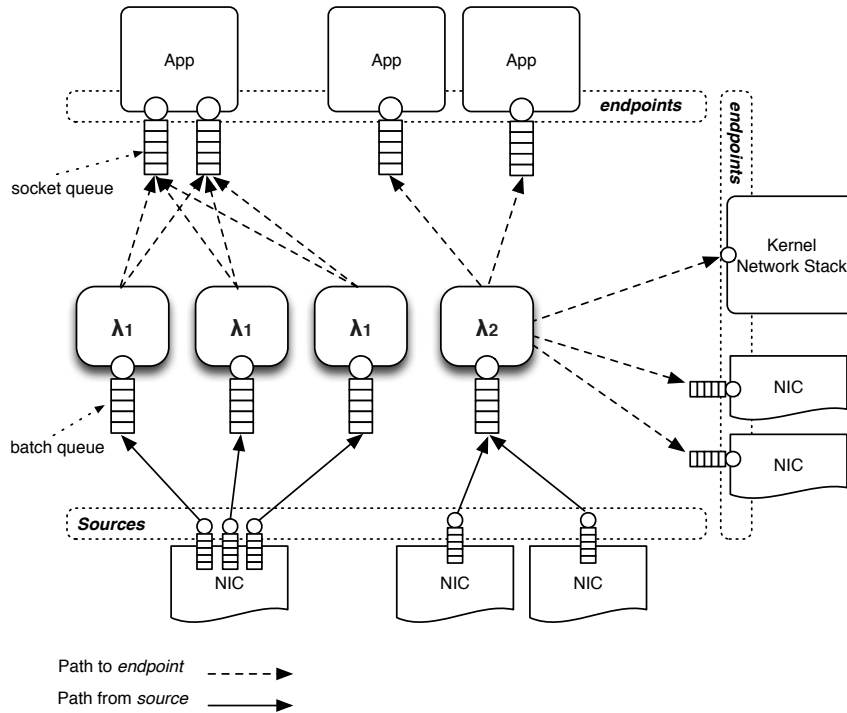 App
App
App
endpoints
endpoints
socket queue
Kernel
Network Stack
λ1
λ1
λ1
λ2
NIC
batch queue
NIC
Sources
NIC
NIC
NIC
Path to endpoint
Path from source